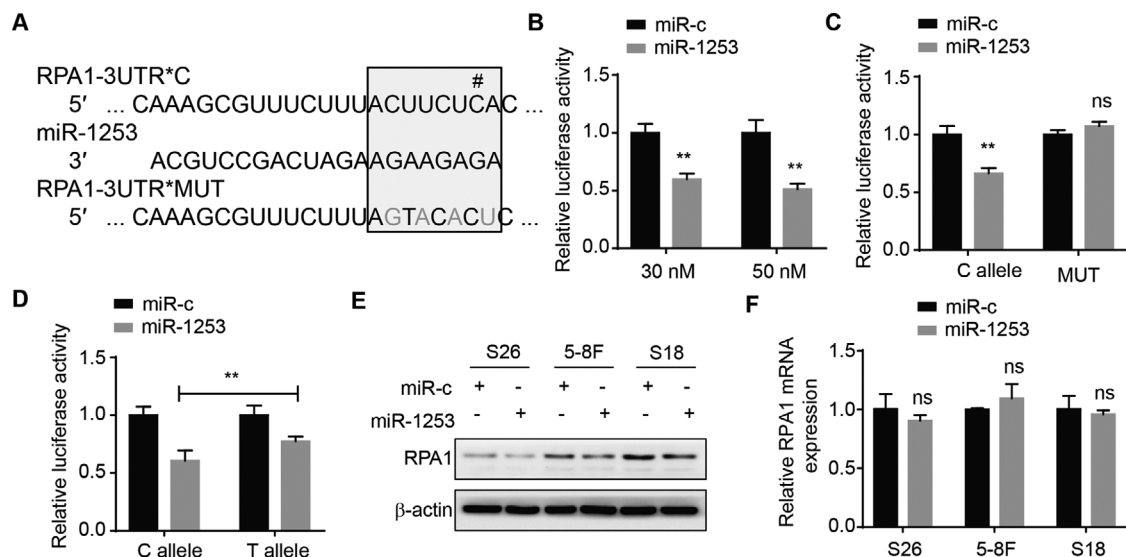 A
RPA1-3UTR*C
#
5′ ... CAAAGCGUUUCUUUACUUCUCAC ...
miR-1253
3′ ACGUCCGACUAGAAGAAGAGA
RPA1-3UTR*MUT
5′ ... CAAAGCGUUUCUUUAGTACACUC ...
B
miR-c
miR-1253
Relative luciferase activity
1.5
1.0
0.5
0.0
**
**
30 nM
50 nM
C
miR-c
miR-1253
Relative luciferase activity
1.5
1.0
0.5
0.0
**
ns
C allele
MUT
D
miR-c
miR-1253
Relative luciferase activity
1.5
1.0
0.5
0.0
**
C allele
T allele
E
S26 5-8F S18
miR-c + - + - + -
miR-1253 - + - + - +
RPA1
β-actin
F
miR-c
miR-1253
Relative RPA1 mRNA
expression
1.5
1.0
0.5
0.0
ns
ns
ns
S26
5-8F
S18